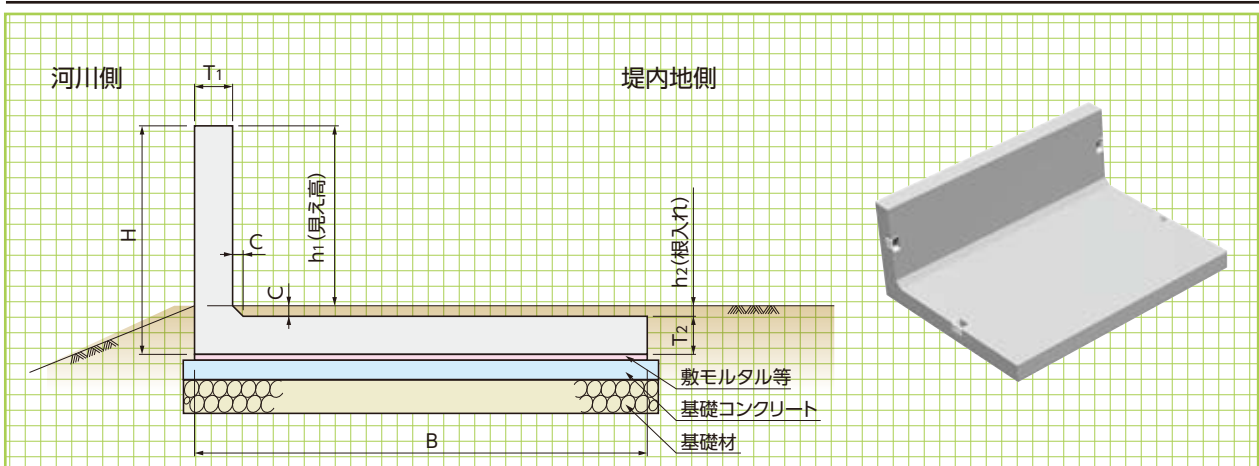 河川側
T1
堤内地側
H
h1(見え高)
C
C
h2(根入れ)
T2
敷モルタル等
基礎コンクリート
B
基礎材